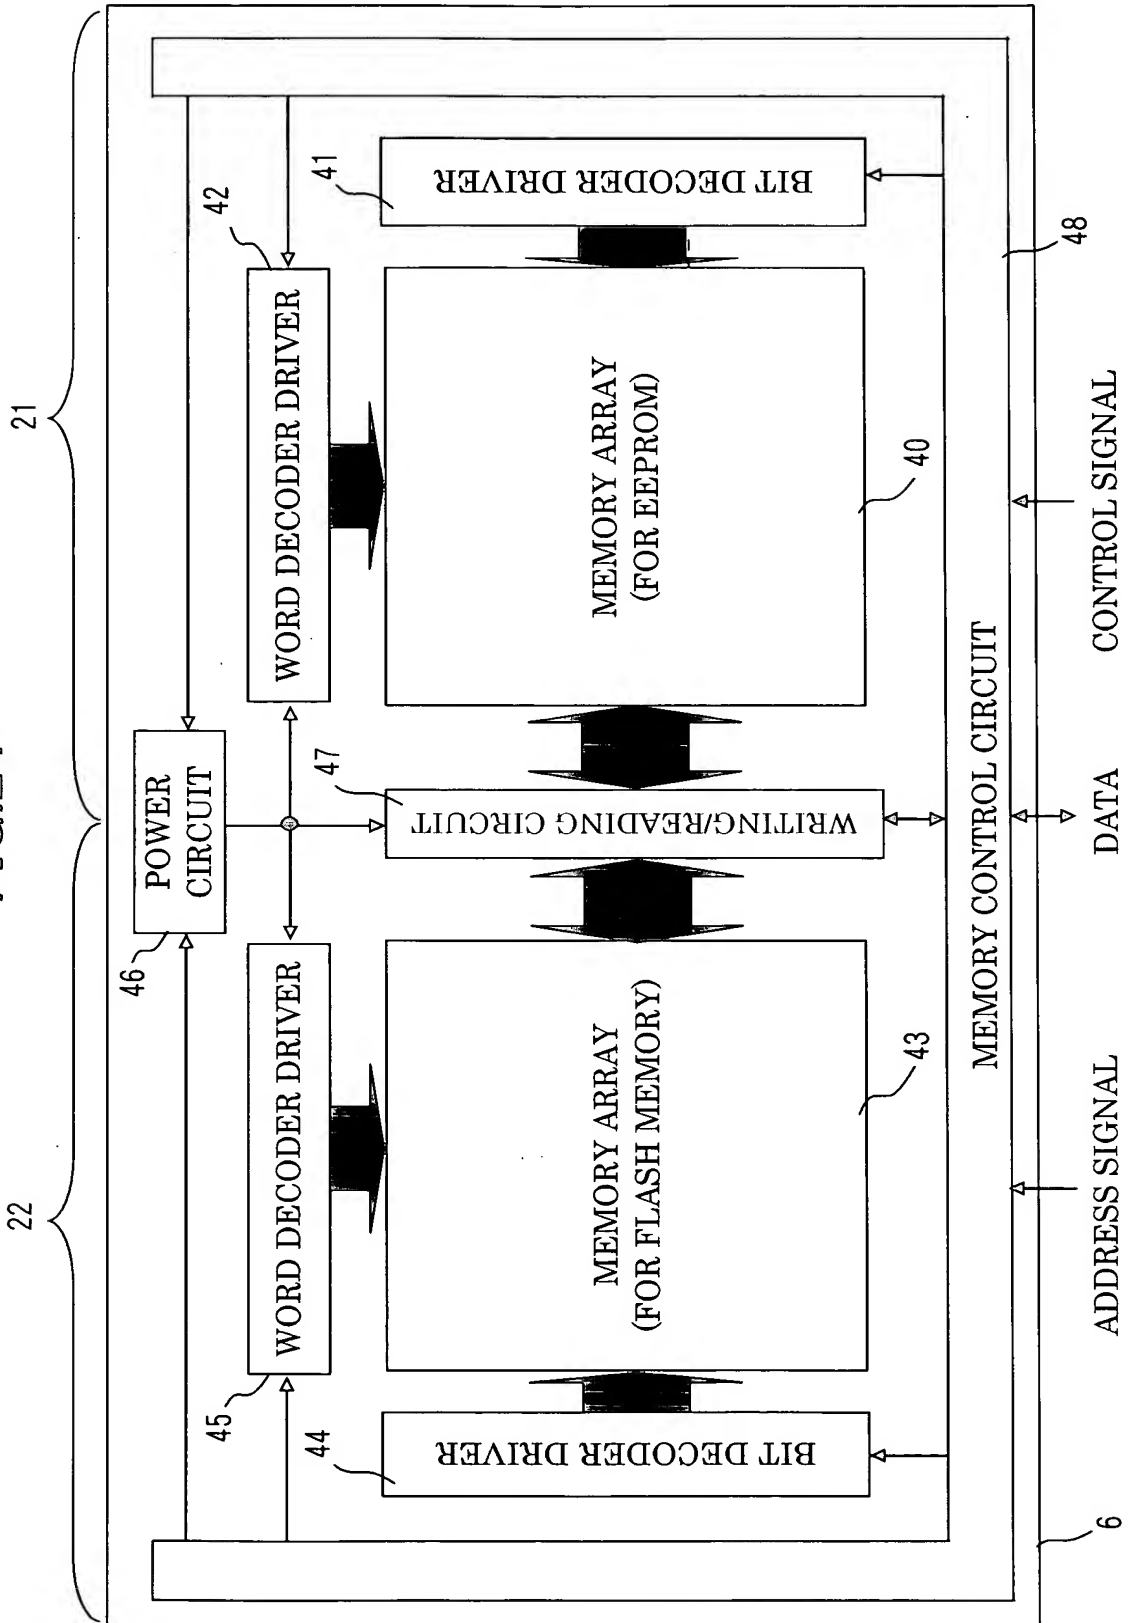 22
21
46
POWER
CIRCUIT
45
WORD DECODER DRIVER
42
WORD DECODER DRIVER
44
BIT DECODER DRIVER
MEMORY ARRAY
(FOR FLASH MEMORY)
43
47
WRITING/READING CIRCUIT
MEMORY ARRAY
(FOR EEPROM)
40
41
BIT DECODER DRIVER
MEMORY CONTROL CIRCUIT
48
6
ADDRESS SIGNAL
DATA
CONTROL SIGNAL